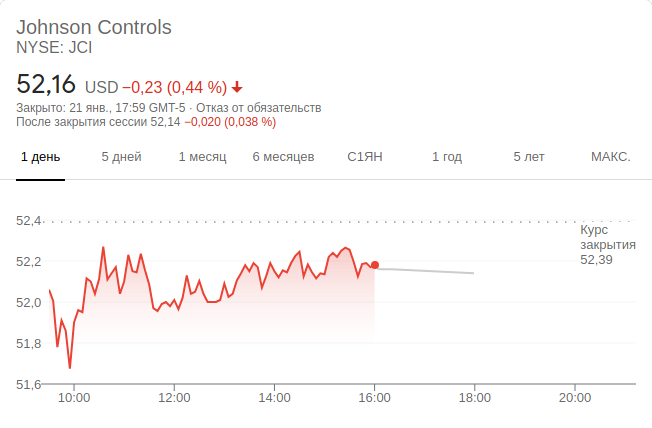 Johnson Controls
NYSE: JCI
52,16 USD −0,23 (0,44 %)
Закрыто: 21 янв., 17:59 GMT-5 · Отказ от обязательств
После закрытия сессии 52,14 −0,020 (0,038 %)
1 день 5 дней 1 месяц 6 месяцев С1ЯН 1 год 5 лет МАКС.
52,4
Курс
закрытия
52,39
52,2
52,0
51,8
51,6
10:00 12:00 14:00 16:00 18:00 20:00